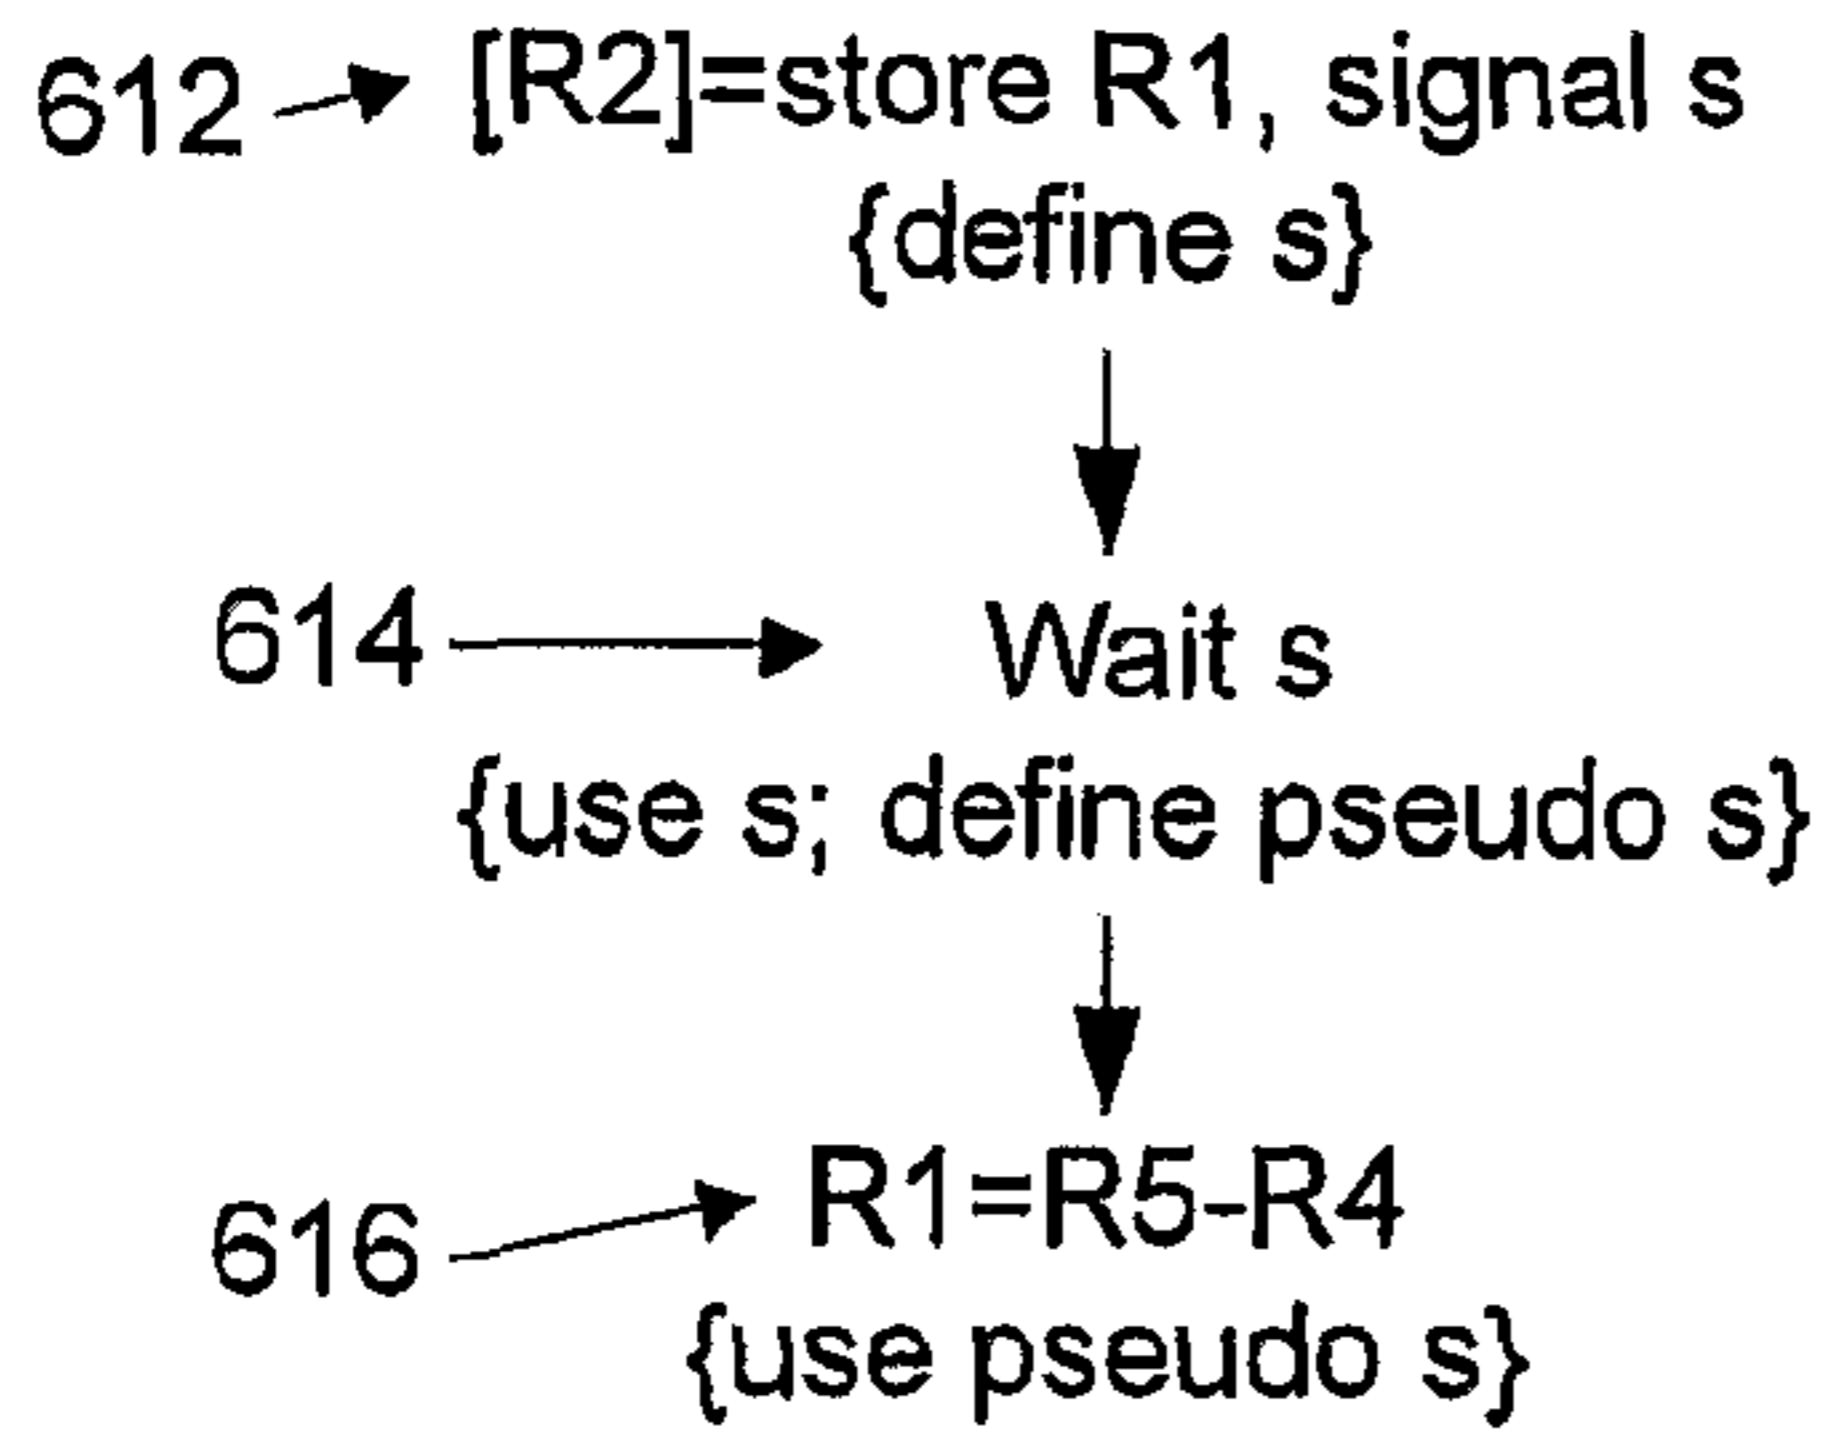 612 [R2]=store R1, signal s
{define s}
614 Wait s
{use s; define pseudo s}
616 R1=R5-R4
{use pseudo s}